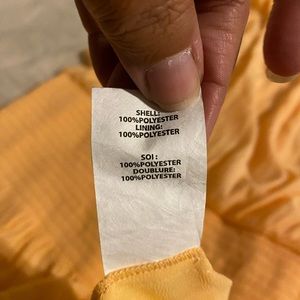 SHELL:
100%POLYESTER
LINING:
100%POLYESTER
SOI :
100%POLYESTER
DOUBLURE:
100%POLYESTER